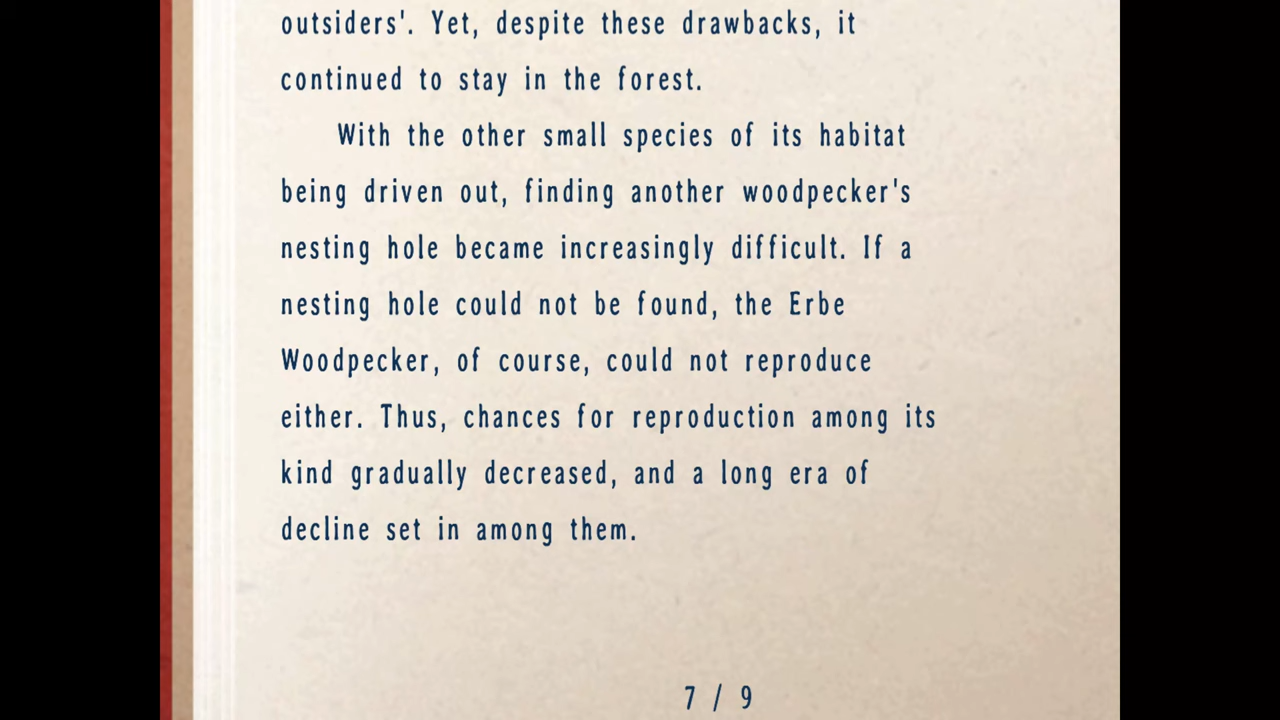 outsiders'. Yet, despite these drawbacks, it
continued to stay in the forest.
With the other small species of its habitat
being driven out, finding another woodpecker's
nesting hole became increasingly difficult. If a
nesting hole could not be found, the Erbe
Woodpecker, of course, could not reproduce
either. Thus, chances for reproduction among its
kind gradually decreased, and a long era of
decline set in among them.
7 / 9